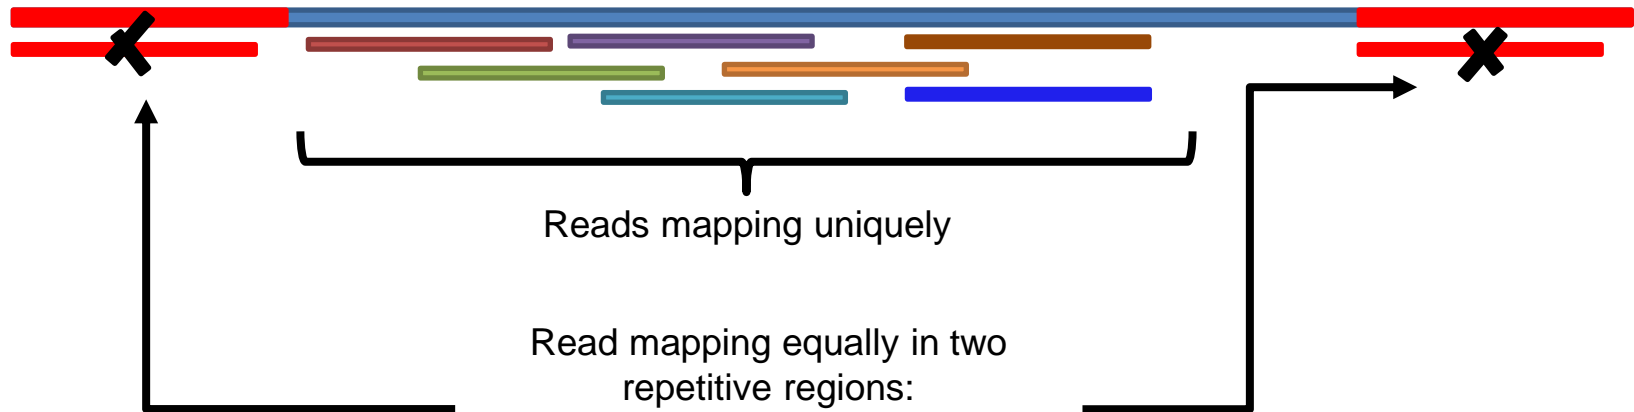 Reads mapping uniquely
Read mapping equally in two
repetitive regions: